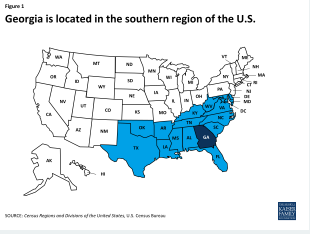 Figure 1
Georgia is located in the southern region of the U.S.
WA
MT
ND
MN
VT
ME
NH
OR
ID
SD
WI
MI
NY
MA
RI
CT
WY
IA
PA
NJ
NE
OH
DE
NV
UT
IL
IN
MD
CO
WV
VA
DC
CA
KS
MO
KY
NC
TN
AZ
NM
OK
AR
SC
MS
AL
GA
TX
LA
FL
AK
HI
SOURCE: Census Regions and Divisions of the United States, U.S. Census Bureau.
KAISER
FAMILY